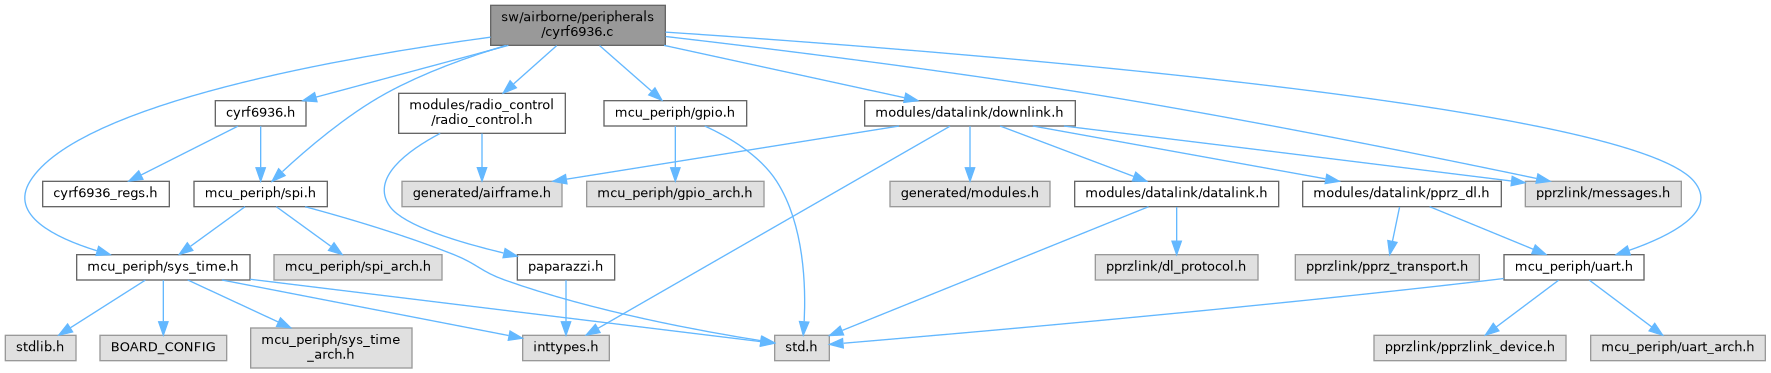 sw/airborne/peripherals
/cyrf6936.c
cyrf6936.h
modules/radio_control
/radio_control.h
mcu_periph/gpio.h
modules/datalink/downlink.h
cyrf6936_regs.h
mcu_periph/spi.h
generated/airframe.h
mcu_periph/gpio_arch.h
generated/modules.h
modules/datalink/datalink.h
modules/datalink/pprz_dl.h
pprzlink/messages.h
mcu_periph/sys_time.h
mcu_periph/spi_arch.h
paparazzi.h
pprzlink/dl_protocol.h
pprzlink/pprz_transport.h
mcu_periph/uart.h
stdlib.h
BOARD_CONFIG
mcu_periph/sys_time
_arch.h
inttypes.h
std.h
pprzlink/pprzlink_device.h
mcu_periph/uart_arch.h